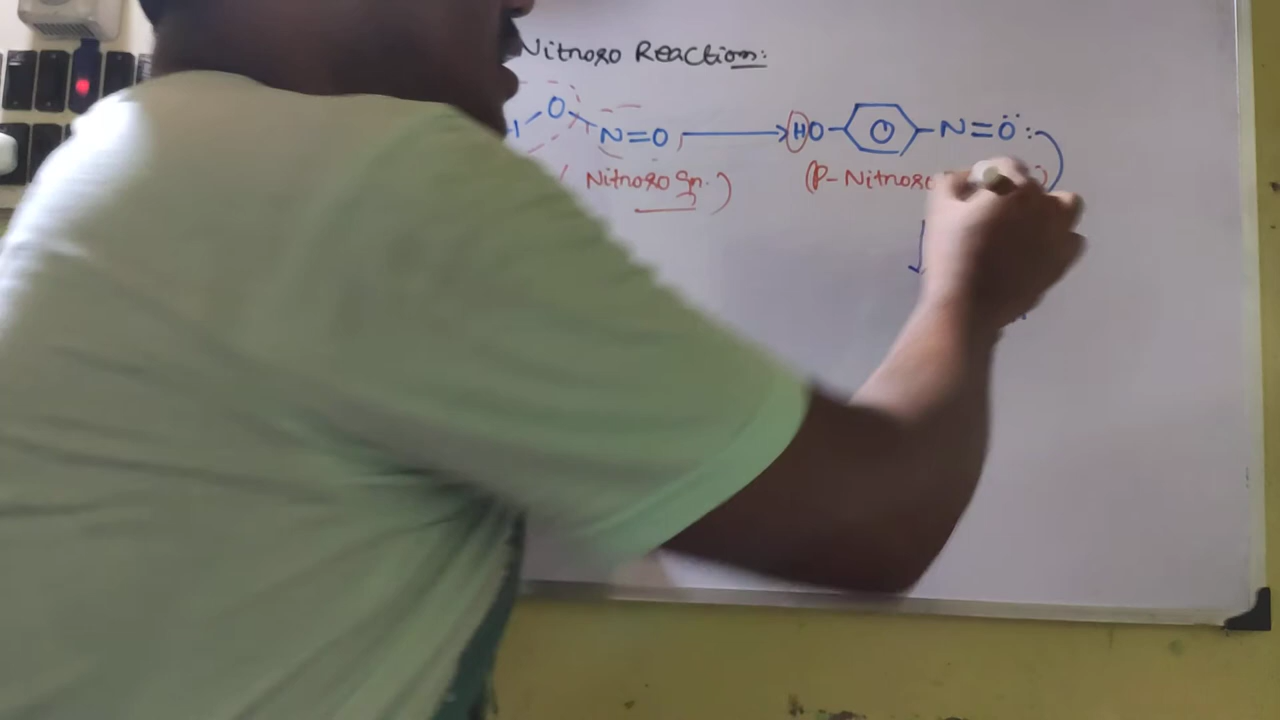 Nitroso Reaction:
O
N=O → HO- -N=Ö:
( Nitroso Gn. ) (P-Nitroso